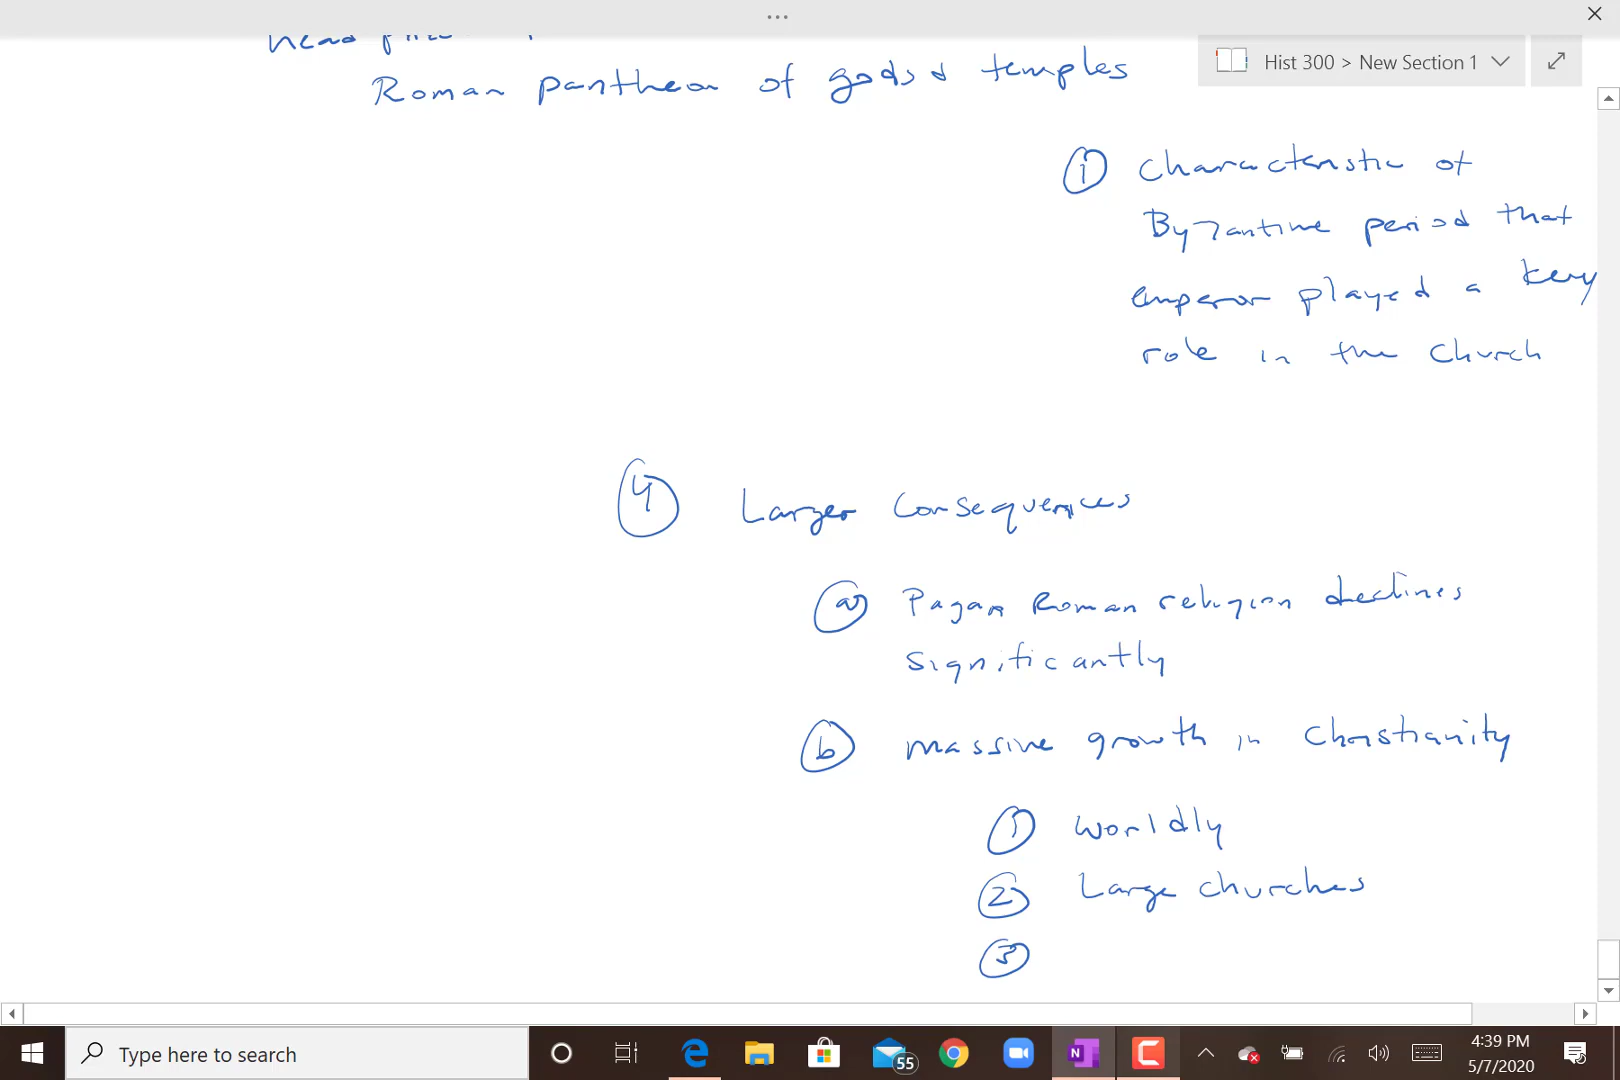 Hist 300 > New Section 1
Roman pantheon of gods & temples
① Characteristic of
Byzantine period that
emperor played a key
role in the Church
④ Larger Consequences
ⓐ Pagan Roman religion declines
significantly
ⓑ massive growth in Christianity
① worldly
② Large churches
③
Type here to search
55
N
4:39 PM
5/7/2020